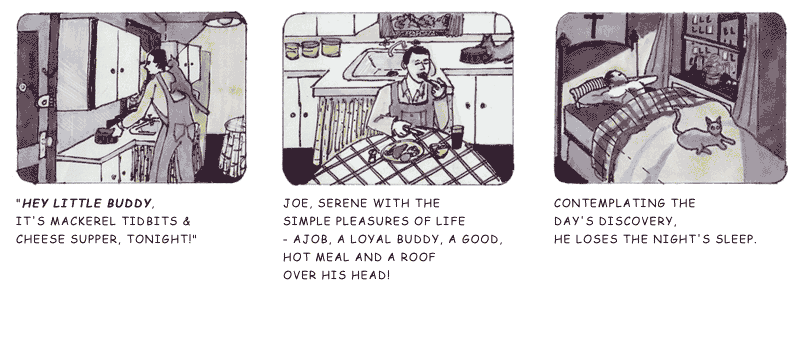 "HEY LITTLE BUDDY,
IT'S MACKEREL TIDBITS &
CHEESE SUPPER, TONIGHT!"
JOE, SERENE WITH THE
SIMPLE PLEASURES OF LIFE
- AJOB, A LOYAL BUDDY, A GOOD,
HOT MEAL AND A ROOF
OVER HIS HEAD!
CONTEMPLATING THE
DAY'S DISCOVERY,
HE LOSES THE NIGHT'S SLEEP.